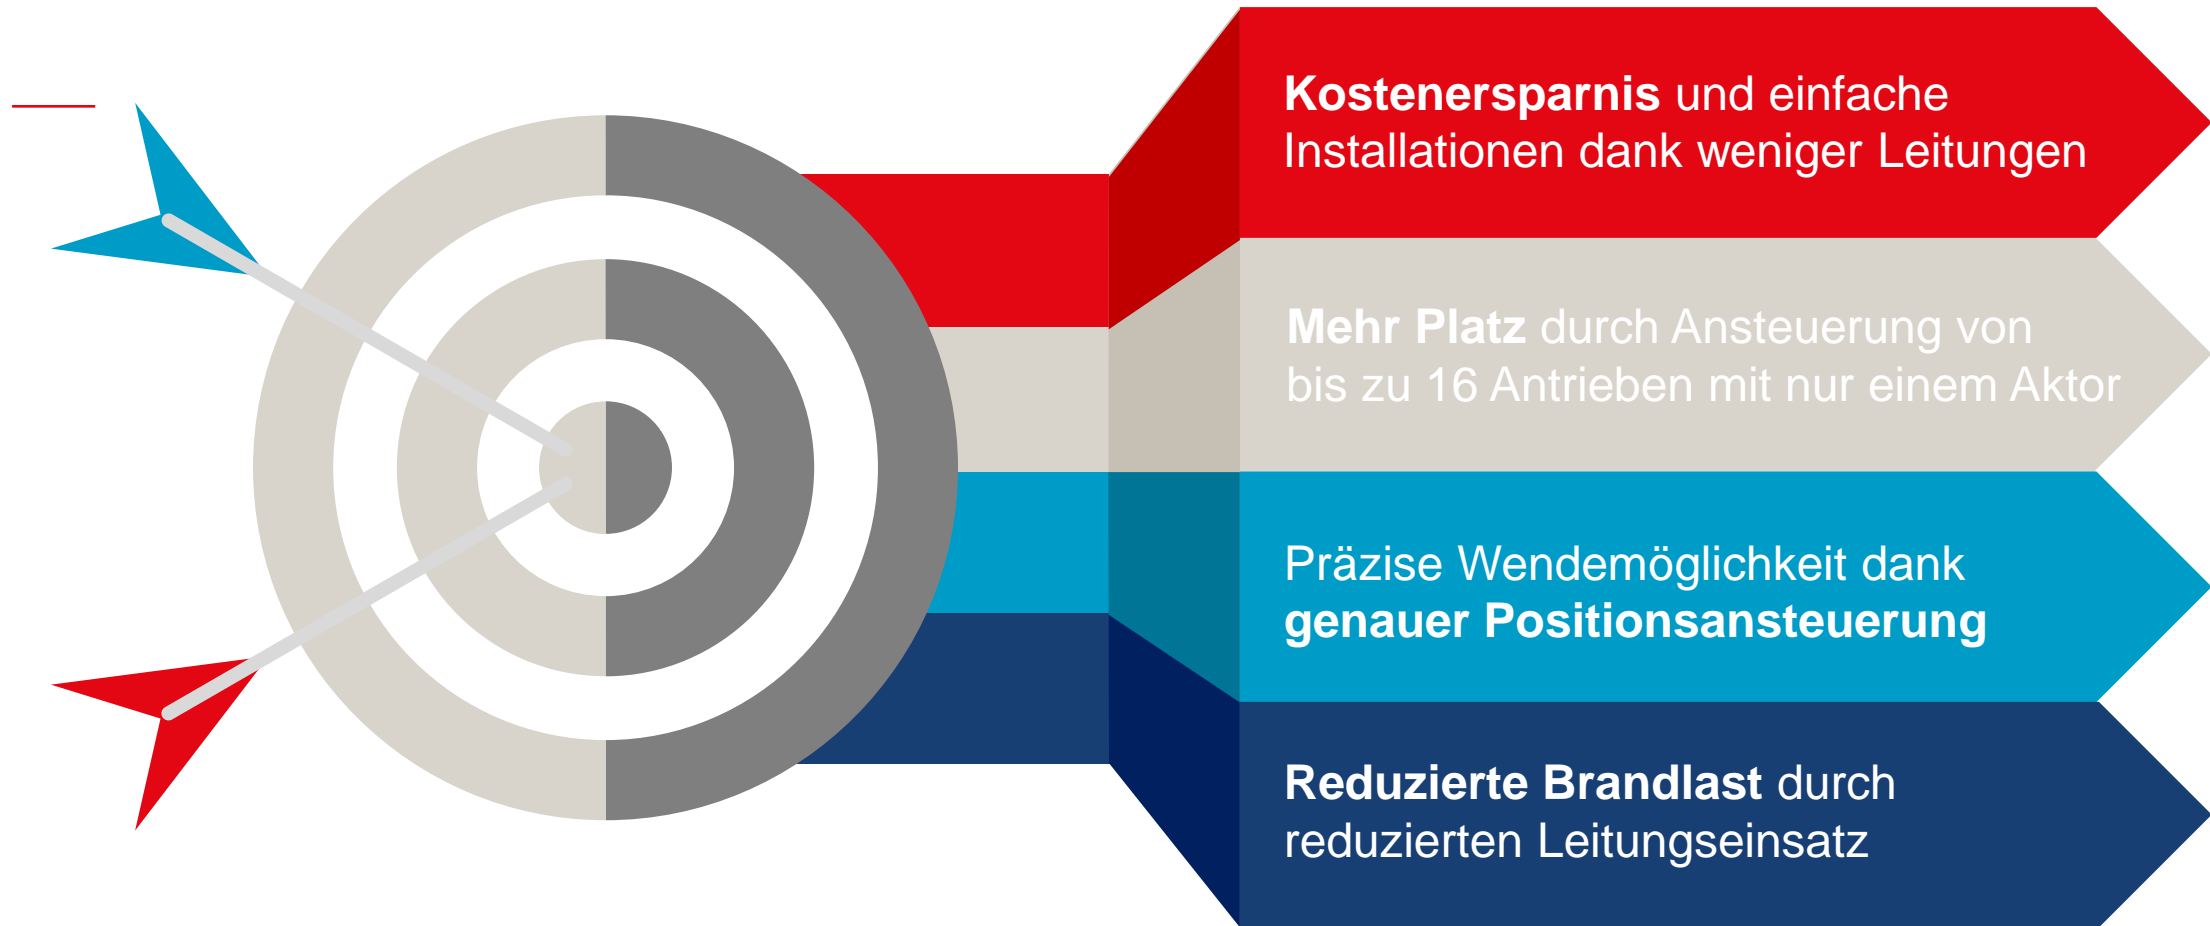 Kostenersparnis und einfache
Installationen dank weniger Leitungen
Mehr Platz durch Ansteuerung von
bis zu 16 Antrieben mit nur einem Aktor
Präzise Wendemöglichkeit dank
genauer Positionsansteuerung
Reduzierte Brandlast durch
reduzierten Leitungseinsatz